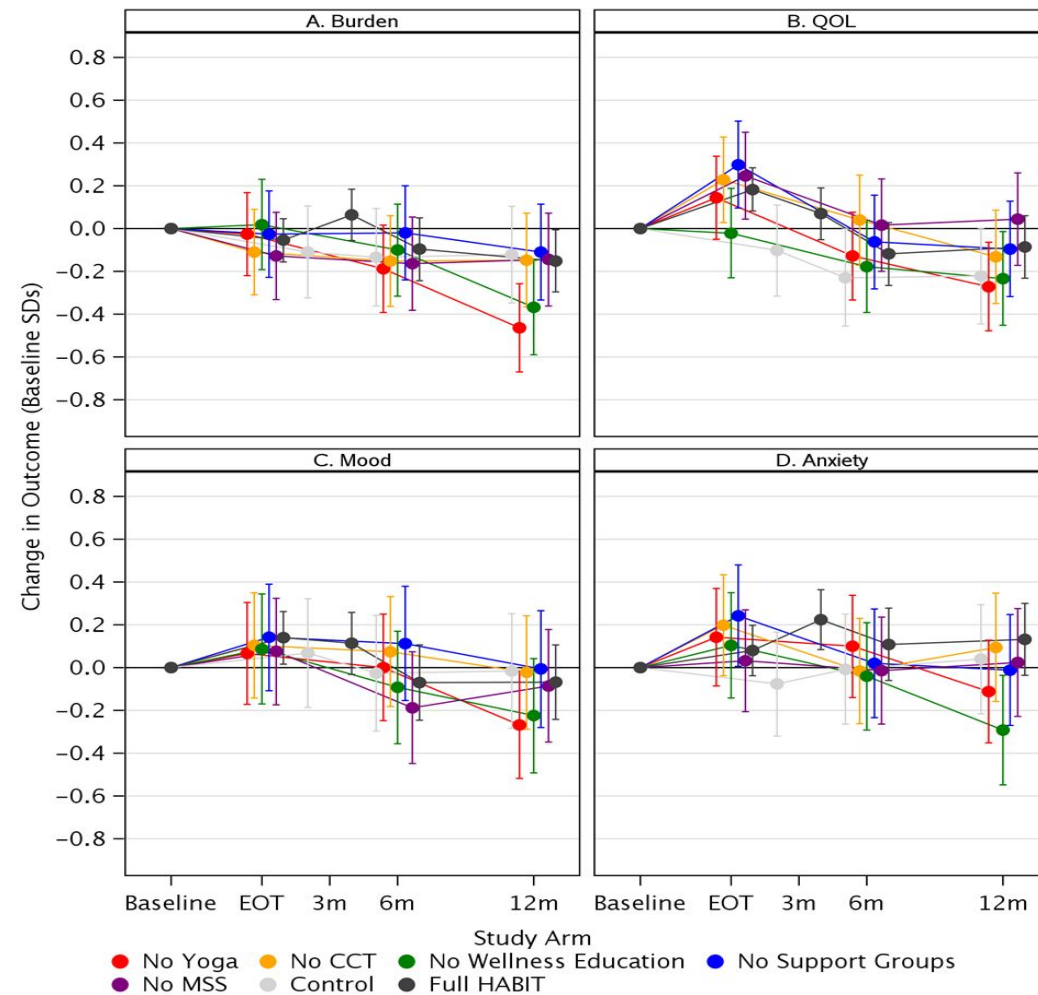 A. Burden
B. QOL
0.8
0.6
0.4
0.2
0.0
−0.2
−0.4
−0.6
−0.8
C. Mood
D. Anxiety
0.8
0.6
0.4
0.2
0.0
−0.2
−0.4
−0.6
−0.8
Change in Outcome (Baseline SDs)
Baseline EOT 3m 6m 12m
Baseline EOT 3m 6m 12m
Study Arm
No Yoga No CCT No Wellness Education No Support Groups
No MSS Control Full HABIT